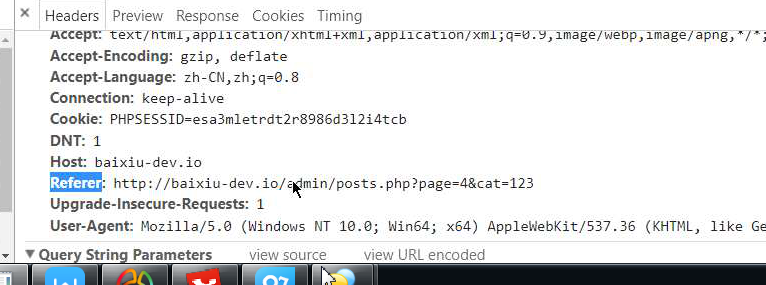 Headers Preview Response Cookies Timing
Accept: text/html,application/xhtml+xml,application/xml;q=0.9,image/webp,image/apng,*/*;
Accept-Encoding: gzip, deflate
Accept-Language: zh-CN,zh;q=0.8
Connection: keep-alive
Cookie: PHPSESSID=esa3mletrdt2r8986d3l2i4tcb
DNT: 1
Host: baixiu-dev.io
Referer: http://baixiu-dev.io/admin/posts.php?page=4&cat=123
Upgrade-Insecure-Requests: 1
User-Agent: Mozilla/5.0 (Windows NT 10.0; Win64; x64) AppleWebKit/537.36 (KHTML, like Ge
Query String Parameters view source view URL encoded